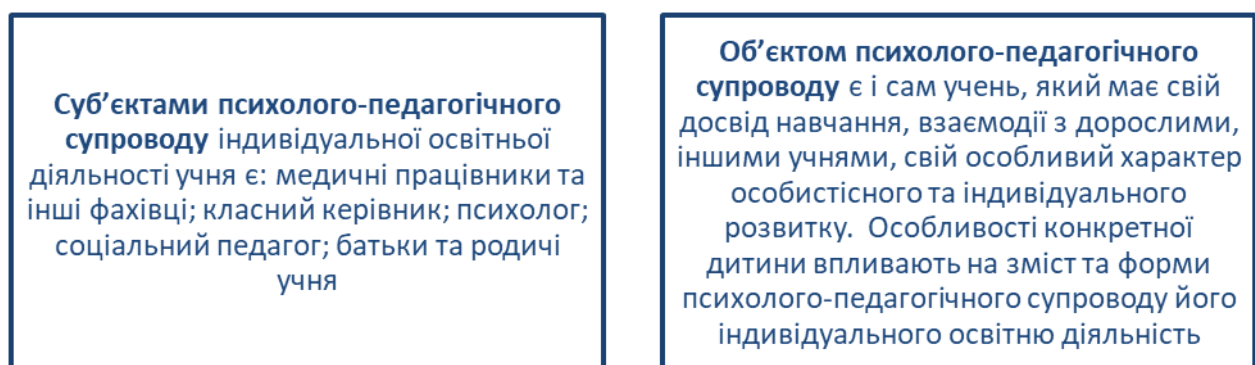 Суб’єктами психолого-педагогічного
супроводу індивідуальної освітньої
діяльності учня є: медичні працівники та
інші фахівці; класний керівник; психолог;
соціальний педагог; батьки та родичі
учня
Об’єктом психолого-педагогічного
супроводу є і сам учень, який має свій
досвід навчання, взаємодії з дорослими,
іншими учнями, свій особливий характер
особистісного та індивідуального
розвитку. Особливості конкретної
дитини впливають на зміст та форми
психолого-педагогічного супроводу його
індивідуального освітню діяльність